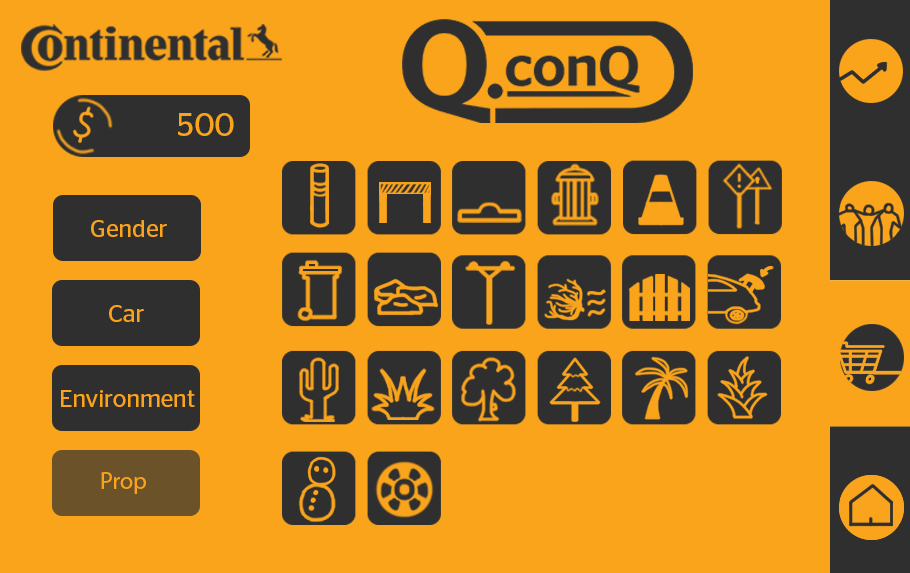 Continental
Q.conQ
$ 500
Gender
Car
Environment
Prop